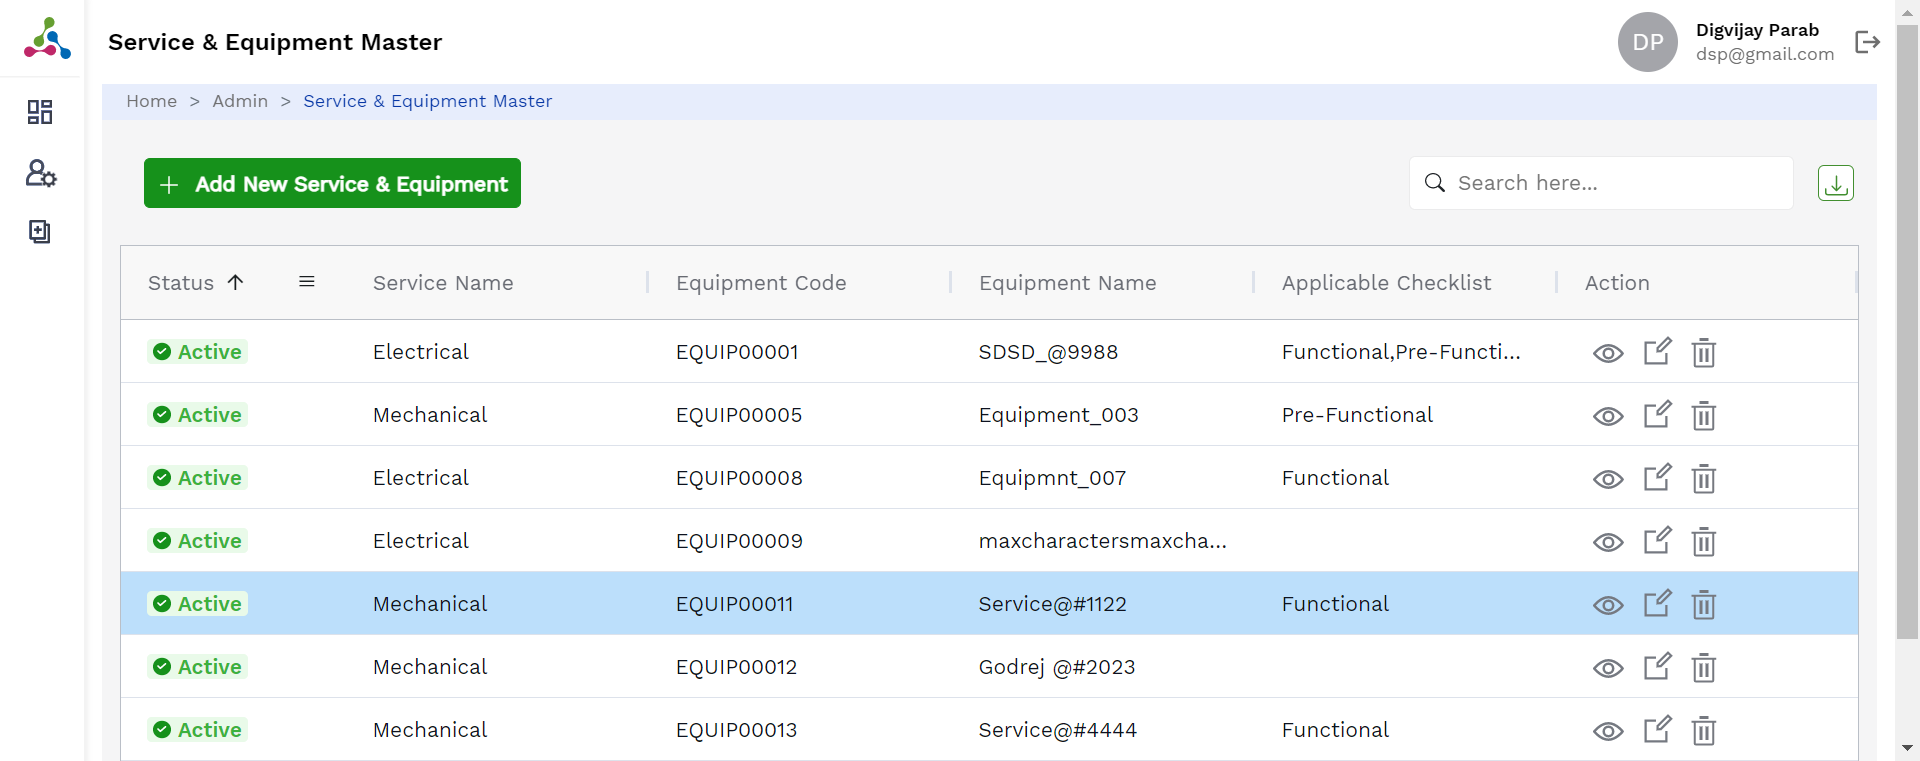 Service & Equipment Master
DP
Digvijay Parab
dsp@gmail.com
Home > Admin > Service & Equipment Master
+ Add New Service & Equipment
Search here...
Status Service Name Equipment Code Equipment Name Applicable Checklist Action
Active Electrical EQUIP00001 SDSD_@9988 Functional,Pre-Functi...
Active Mechanical EQUIP00005 Equipment_003 Pre-Functional
Active Electrical EQUIP00008 Equipmnt_007 Functional
Active Electrical EQUIP00009 maxcharactersmaxcha...
Active Mechanical EQUIP00011 Service@#1122 Functional
Active Mechanical EQUIP00012 Godrej @#2023
Active Mechanical EQUIP00013 Service@#4444 Functional